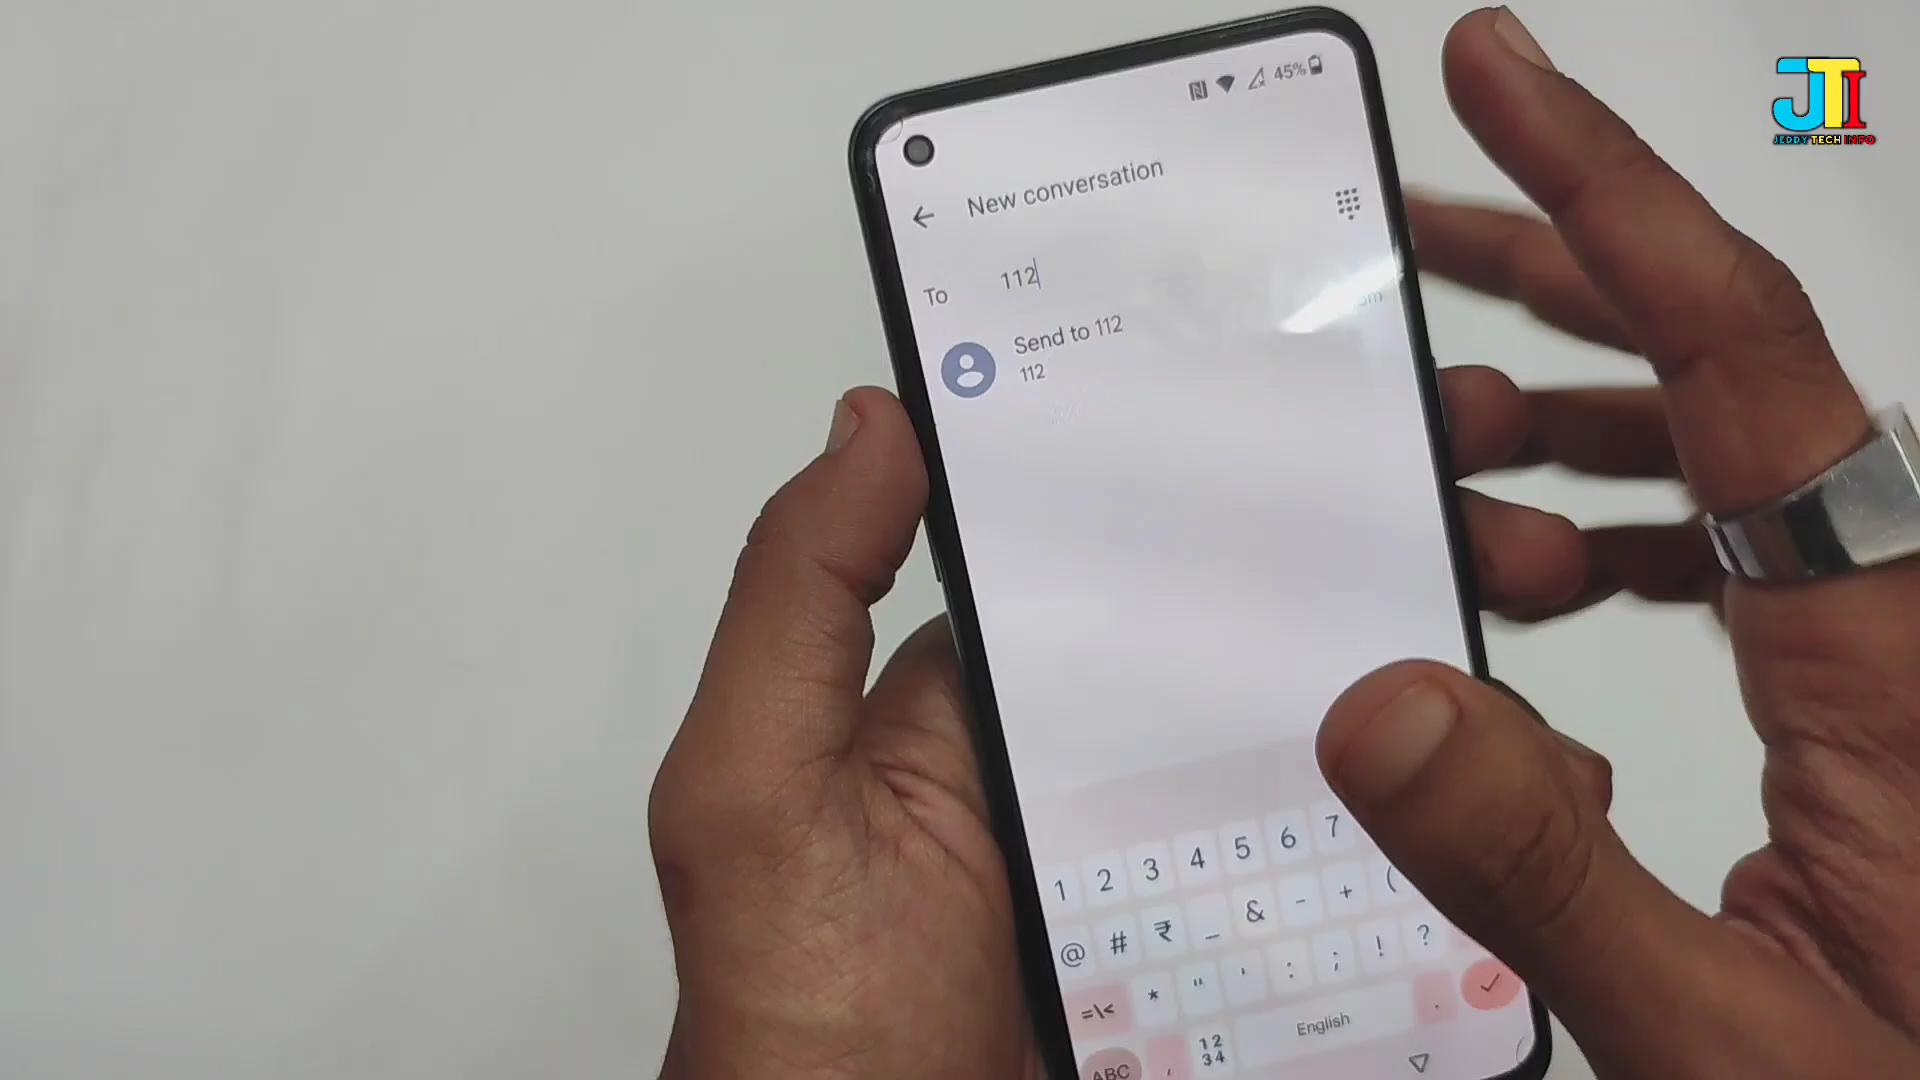 JTI
JEDDY TECH INFO
45%
New conversation
To 112
Send to 112
112
1 2 3 4 5 6 7
@ # ₹ _ & - + (
=\< * " ' : ; ! ?
ABC , 12 34 English .